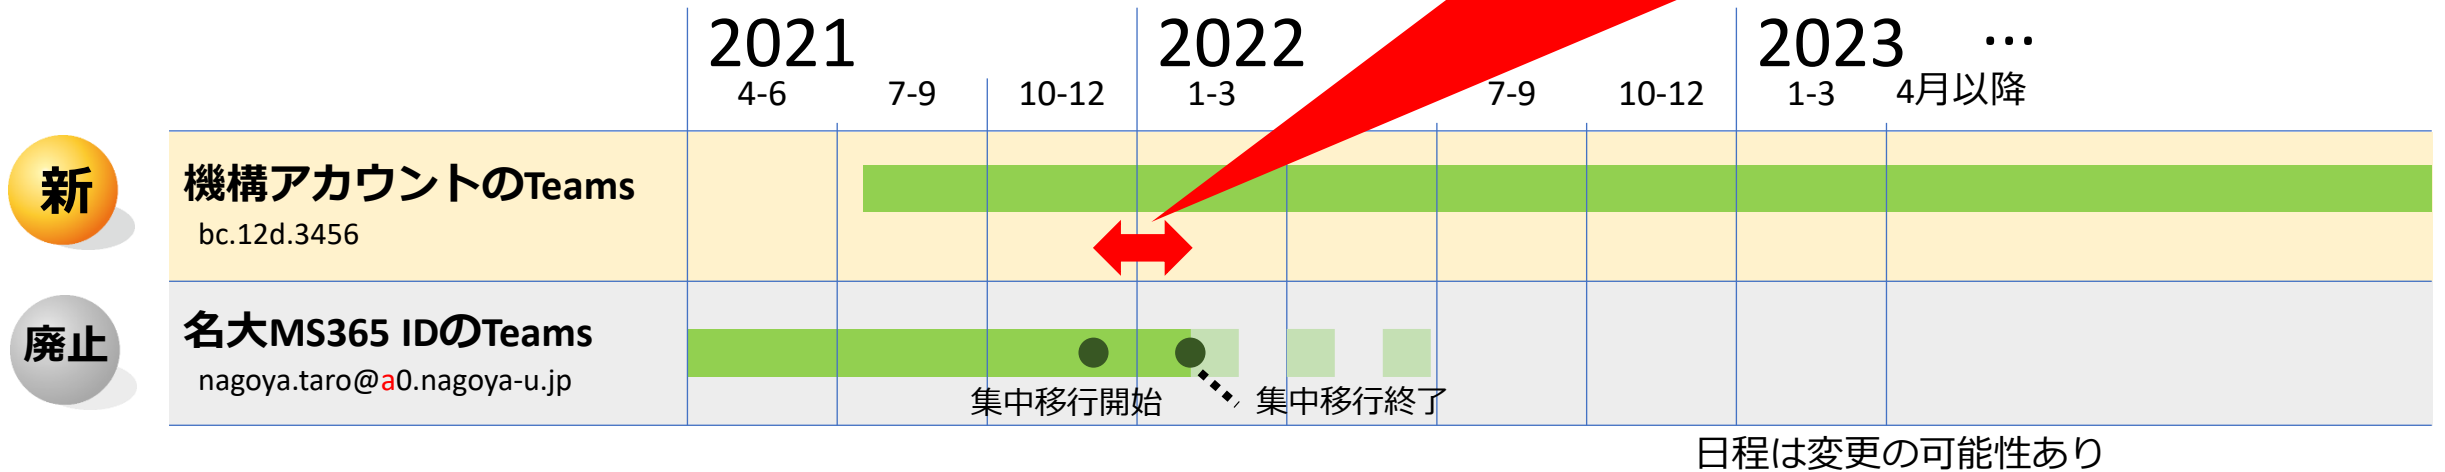 2021
2022
2023 …
4-6
7-9
10-12
1-3
7-9
10-12
1-3
4月以降
新
機構アカウントのTeams
bc.12d.3456
廃止
名大MS365 IDのTeams
nagoya.taro@a0.nagoya-u.jp
集中移行開始
集中移行終了
日程は変更の可能性あり